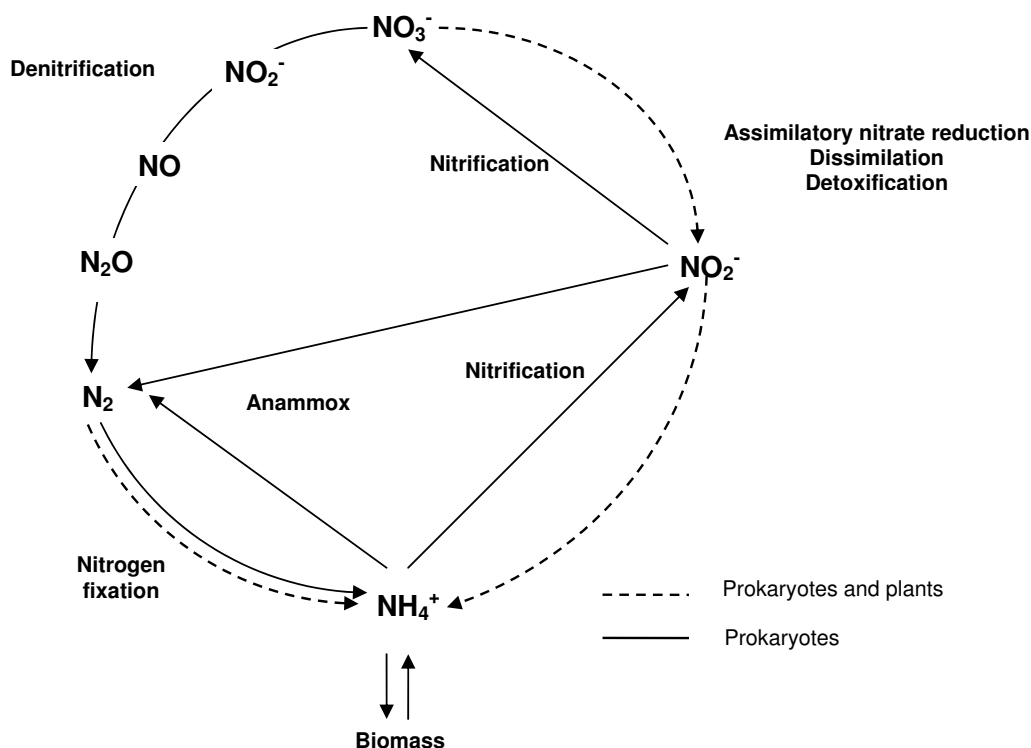 NO₃⁻
Denitrification
NO₂⁻
Assimilatory nitrate reduction
Dissimilation
Detoxification
Nitrification
NO
N₂O
NO₂⁻
Nitrification
N₂
Anammox
Nitrogen
fixation
NH₄⁺
Prokaryotes and plants
Prokaryotes
Biomass